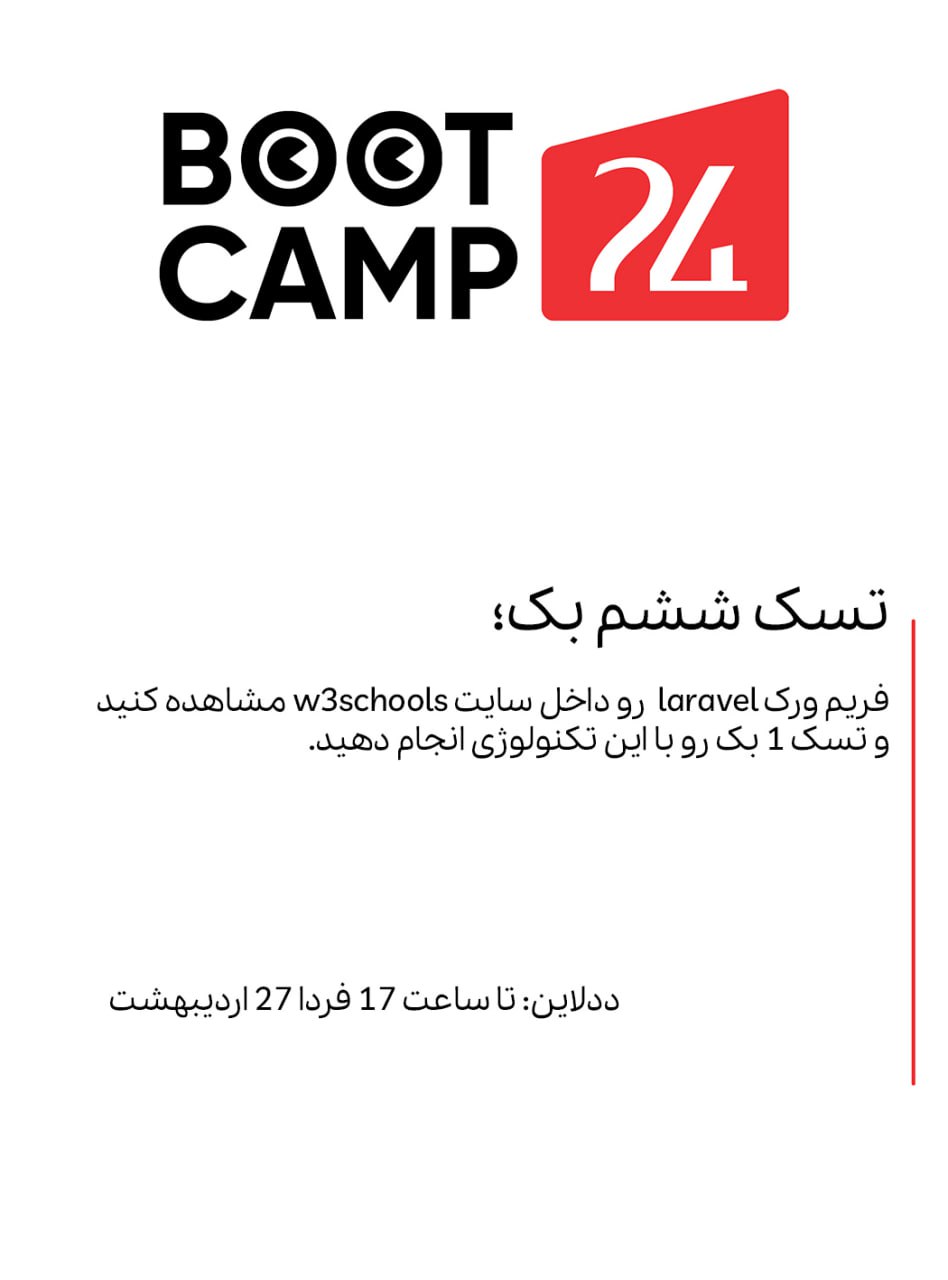 BOOT
CAMP
24
تسک ششم بک؛
فریم ورک laravel رو داخل سایت w3schools مشاهده کنید
و تسک 1 بک رو با این تکنولوژی انجام دهید.
ددلاین: تا ساعت 17 فردا 27 اردیبهشت